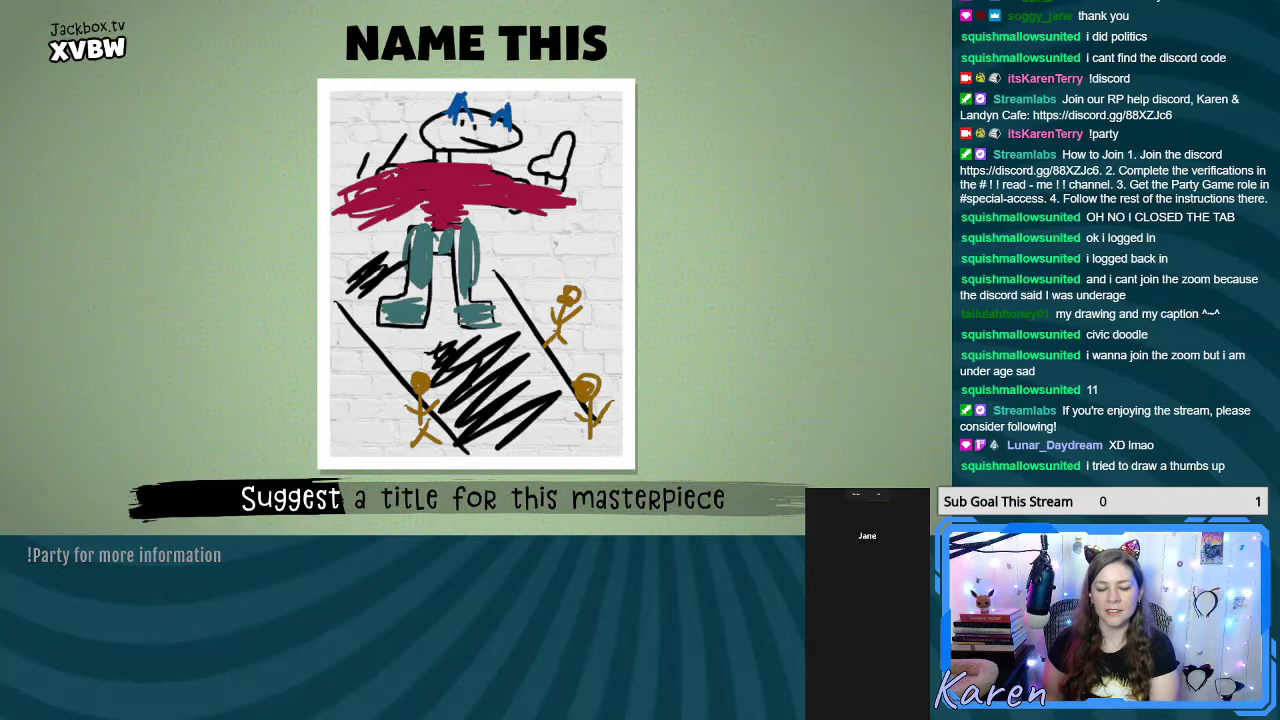 Jackbox.tv
XVBW
NAME THIS
Suggest a title for this masterpiece
!Party for more information
Jane
soggy_jane thank you
squishmallowsunited i did politics
squishmallowsunited i cant find the discord code
itsKarenTerry !discord
Streamlabs Join our RP help discord, Karen &
Landyn Cafe: https://discord.gg/88XZJc6
itsKarenTerry !party
Streamlabs How to Join 1. Join the discord
https://discord.gg/88XZJc6. 2. Complete the verifications in
the # ! ! read - me ! ! channel. 3. Get the Party Game role in
#special-access. 4. Follow the rest of the instructions there.
squishmallowsunited OH NO I CLOSED THE TAB
squishmallowsunited ok i logged in
squishmallowsunited i logged back in
squishmallowsunited and i cant join the zoom because
the discord said I was underage
tallulahhoney01 my drawing and my caption ^~^
squishmallowsunited civic doodle
squishmallowsunited i wanna join the zoom but i am
under age sad
squishmallowsunited 11
Streamlabs If you're enjoying the stream, please
consider following!
Lunar_Daydream XD lmao
squishmallowsunited i tried to draw a thumbs up
Sub Goal This Stream 0 1
Karen